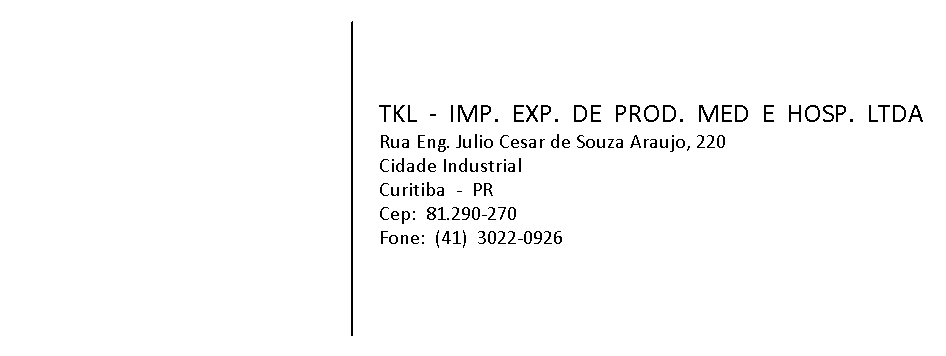 TKL - IMP. EXP. DE PROD. MED E HOSP. LTDA
Rua Eng. Julio Cesar de Souza Araujo, 220
Cidade Industrial
Curitiba - PR
Cep: 81.290-270
Fone: (41) 3022-0926